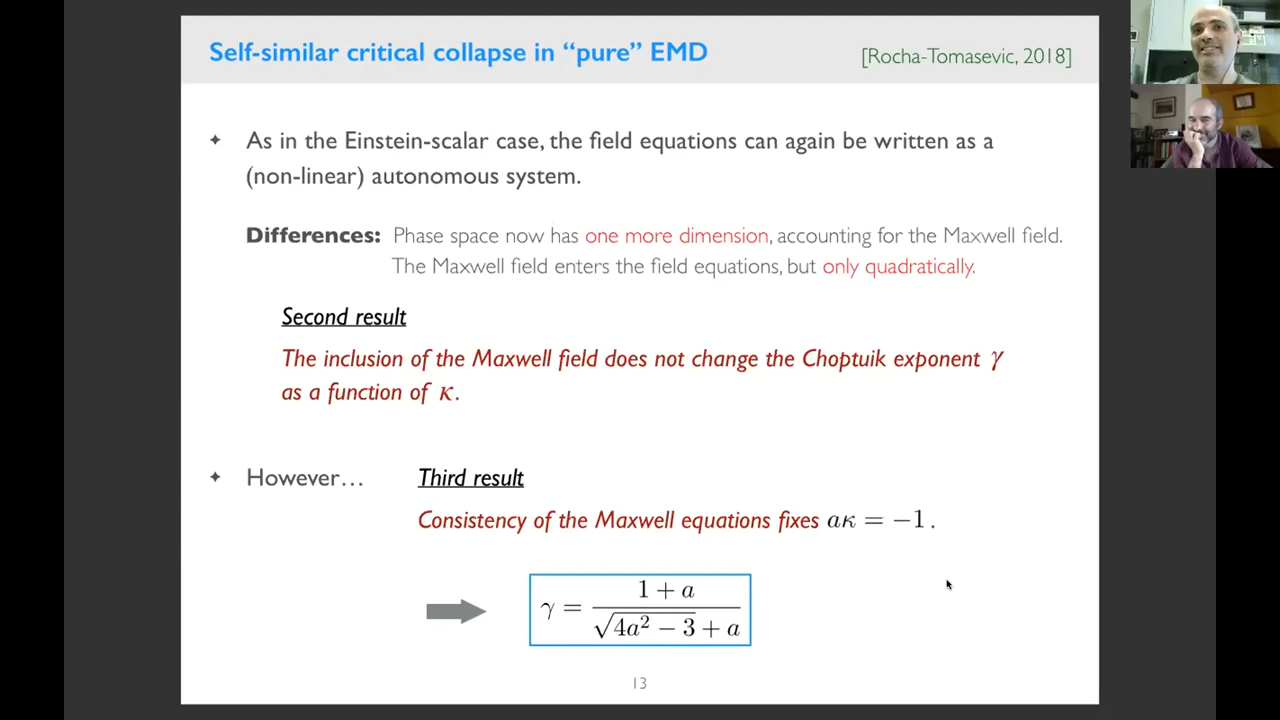 Self-similar critical collapse in “pure” EMD
[Rocha-Tomasevic, 2018]
✦ As in the Einstein-scalar case, the field equations can again be written as a
(non-linear) autonomous system.
Differences: Phase space now has one more dimension, accounting for the Maxwell field.
The Maxwell field enters the field equations, but only quadratically.
Second result
The inclusion of the Maxwell field does not change the Choptuik exponent γ
as a function of κ.
✦ However…
Third result
Consistency of the Maxwell equations fixes aκ = −1 .
γ = (1 + a) / (√(4a² − 3) + a)
13